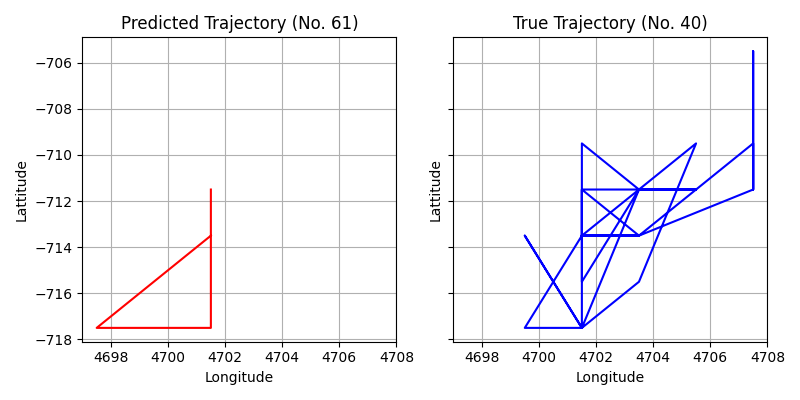 Predicted Trajectory (No. 61)
True Trajectory (No. 40)
Lattitude
−706
−708
−710
−712
−714
−716
−718
4698 4700 4702 4704 4706 4708
Longitude
Lattitude
4698 4700 4702 4704 4706 4708
Longitude